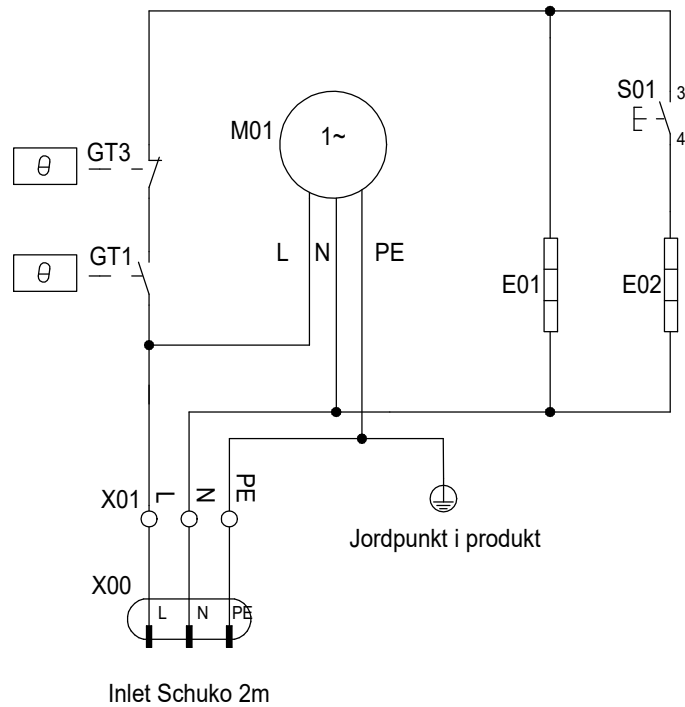 S01
3
4
M01
1~
GT3
θ
GT1
θ
L
N
PE
E01
E02
X01
L
N
PE
Jordpunkt i produkt
X00
L
N
PE
Inlet Schuko 2m